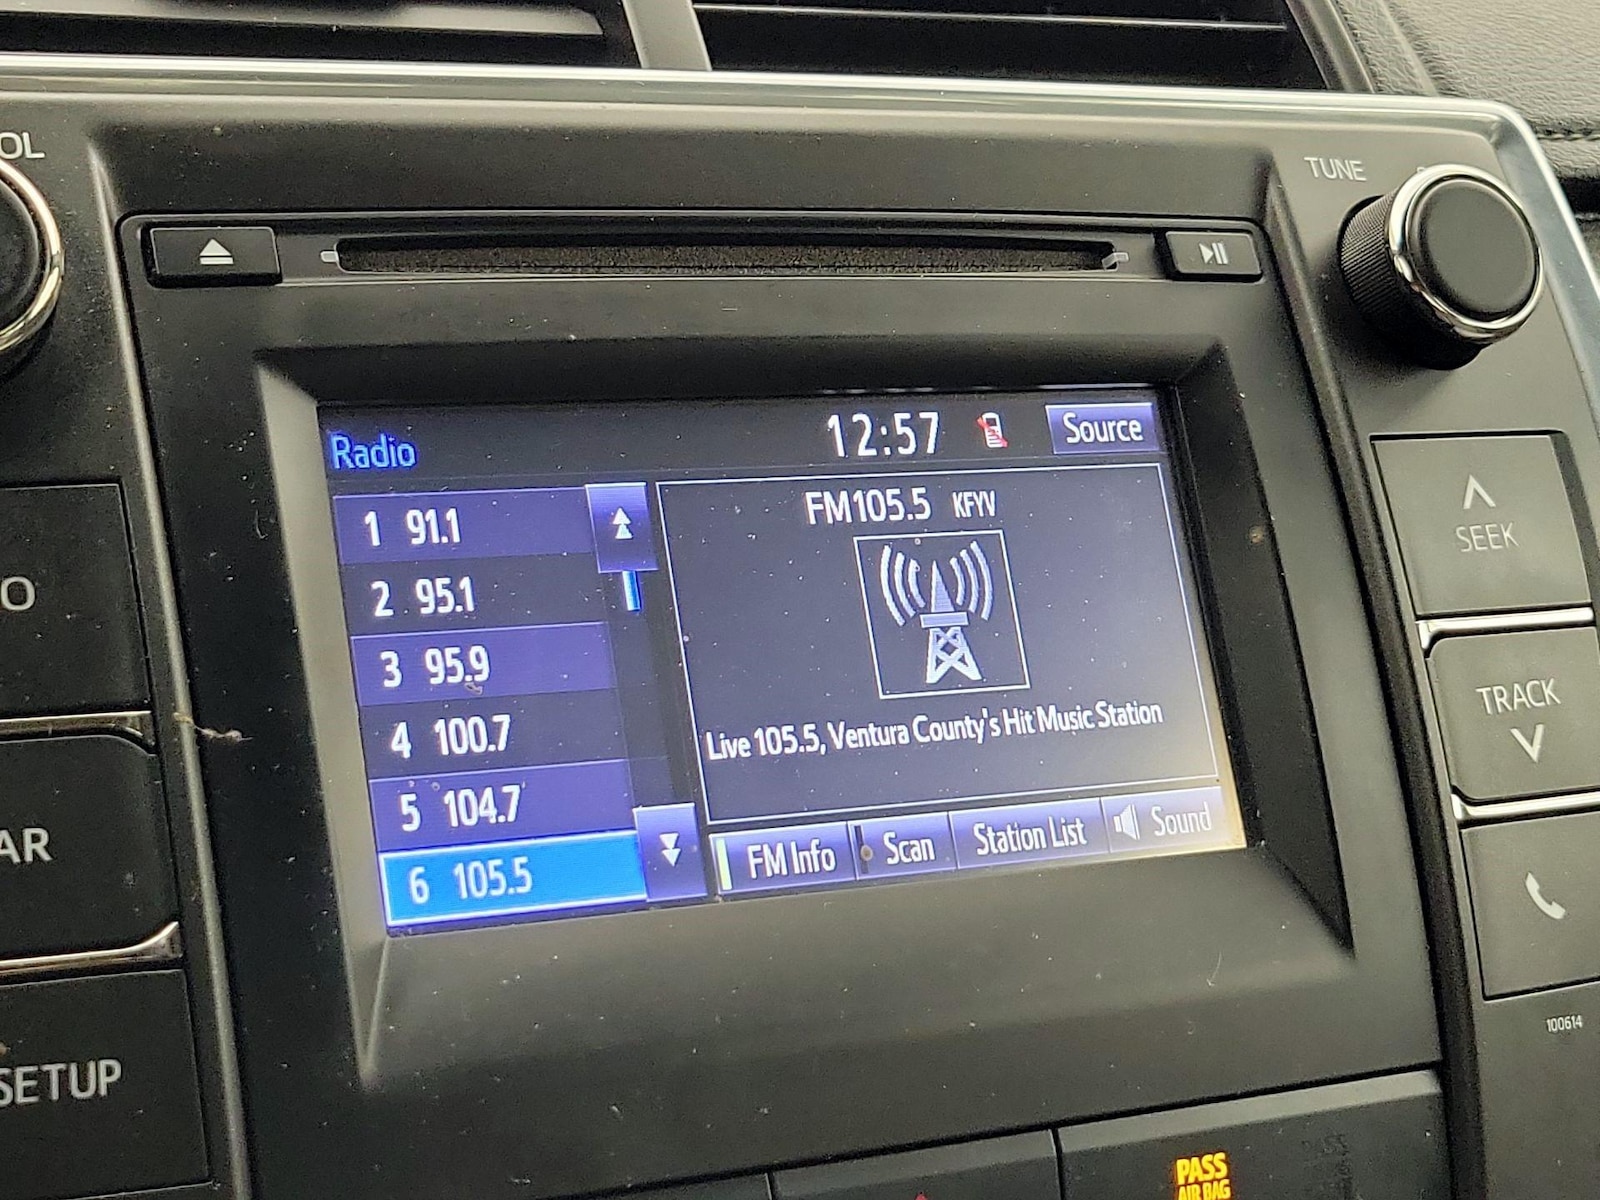 OL
TUNE
Radio
12:57
Source
1 91.1
2 95.1
3 95.9
4 100.7
5 104.7
6 105.5
FM105.5 KFYV
Live 105.5, Ventura County's Hit Music Station
FM Info
Scan
Station List
Sound
SEEK
TRACK
O
AR
SETUP
100614
PASS
AIR BAG